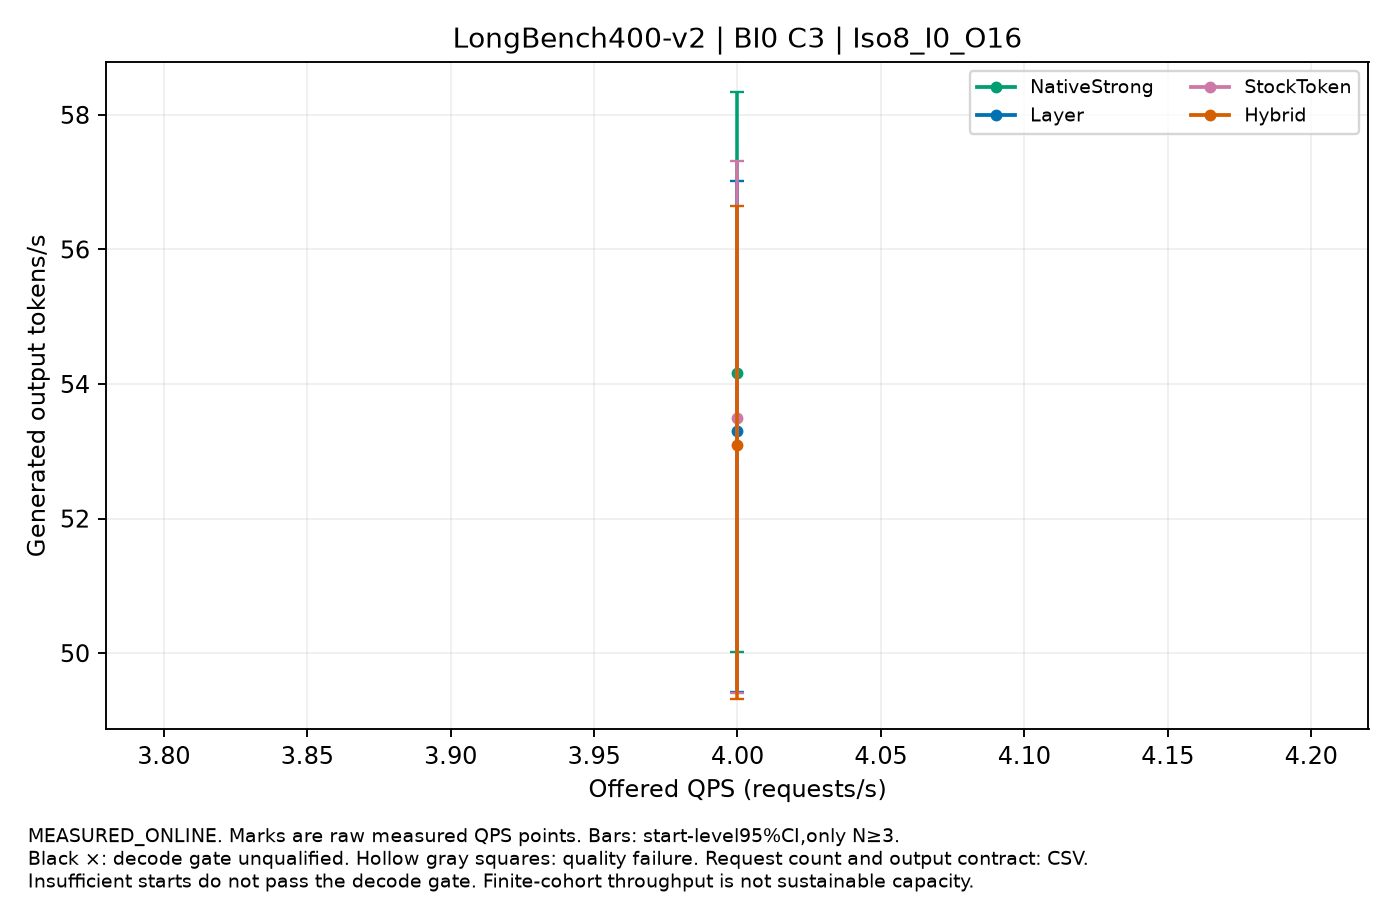 LongBench400-v2 | BI0 C3 | Iso8_I0_O16
NativeStrong
Layer
StockToken
Hybrid
Generated output tokens/s
58
56
54
52
50
3.80 3.85 3.90 3.95 4.00 4.05 4.10 4.15 4.20
Offered QPS (requests/s)
MEASURED_ONLINE. Marks are raw measured QPS points. Bars: start-level95%CI,only N≥3.
Black ×: decode gate unqualified. Hollow gray squares: quality failure. Request count and output contract: CSV.
Insufficient starts do not pass the decode gate. Finite-cohort throughput is not sustainable capacity.